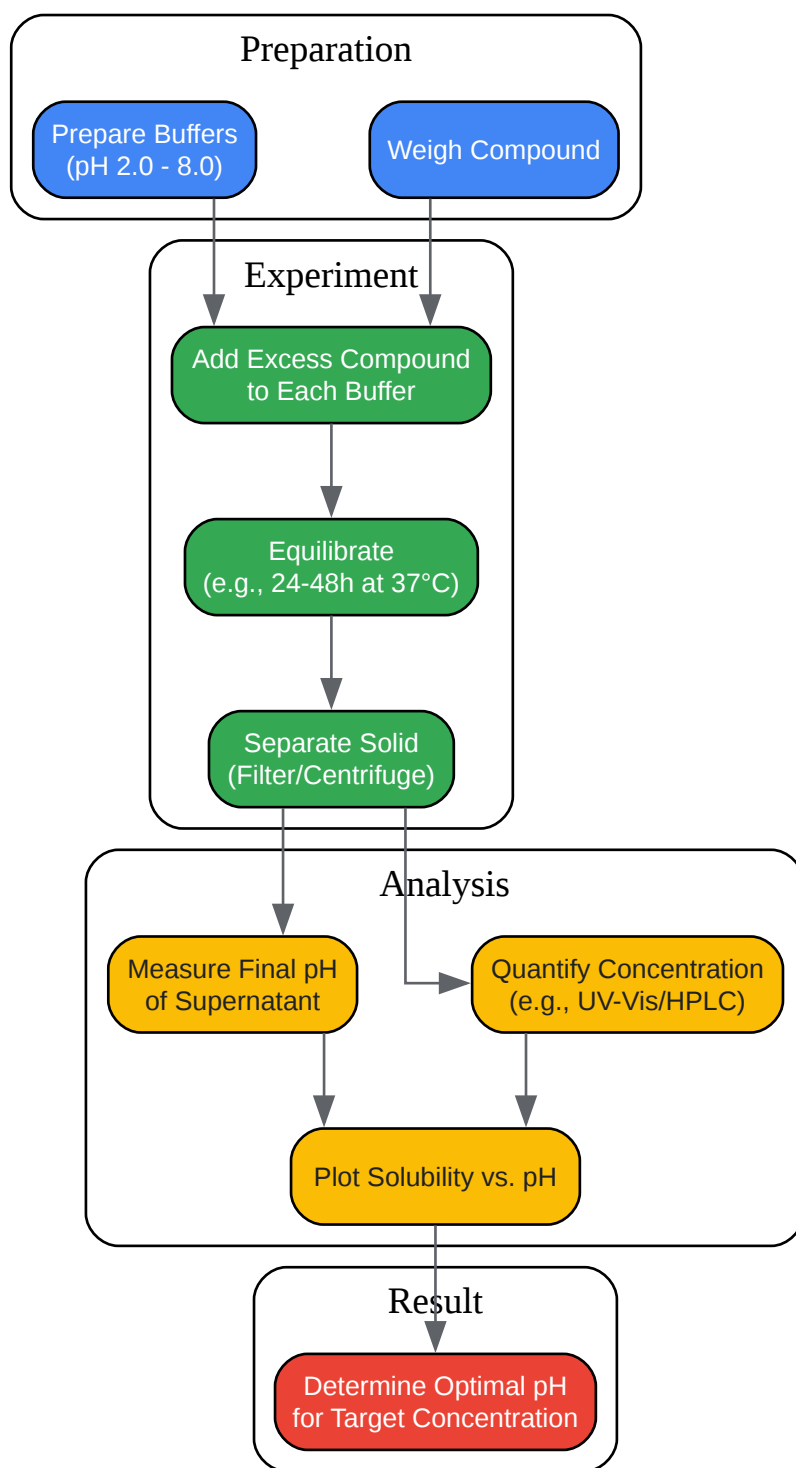 Preparation
Prepare Buffers
(pH 2.0 - 8.0)
Weigh Compound
Experiment
Add Excess Compound
to Each Buffer
Equilibrate
(e.g., 24-48h at 37°C)
Separate Solid
(Filter/Centrifuge)
Analysis
Measure Final pH
of Supernatant
Quantify Concentration
(e.g., UV-Vis/HPLC)
Plot Solubility vs. pH
Result
Determine Optimal pH
for Target Concentration